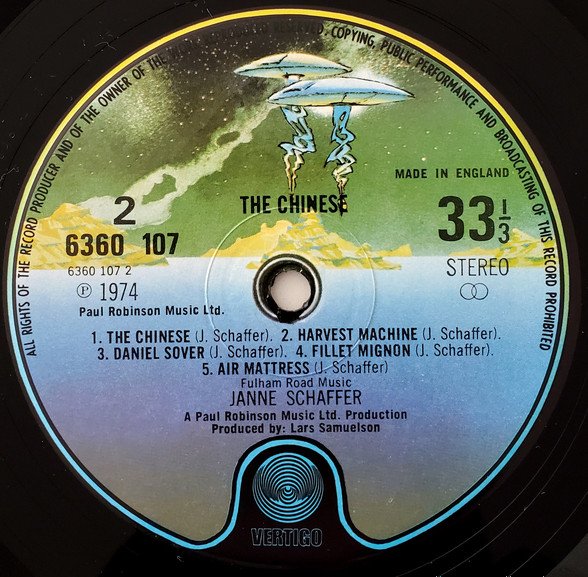 ALL RIGHTS OF THE RECORD PRODUCER AND OF THE OWNER OF THE RECORDED, COPYING, PUBLIC PERFORMANCE AND BROADCASTING OF THIS RECORD PROHIBITED
MADE IN ENGLAND
THE CHINESE
2
33 1/3
6360 107
6360 107 2
STEREO
Ⓟ 1974
Paul Robinson Music Ltd.
1. THE CHINESE (J. Schaffer). 2. HARVEST MACHINE (J. Schaffer).
3. DANIEL SOVER (J. Schaffer). 4. FILLET MIGNON (J. Schaffer).
5. AIR MATTRESS (J. Schaffer)
Fulham Road Music
JANNE SCHAFFER
A Paul Robinson Music Ltd. Production
Produced by: Lars Samuelson
VERTIGO